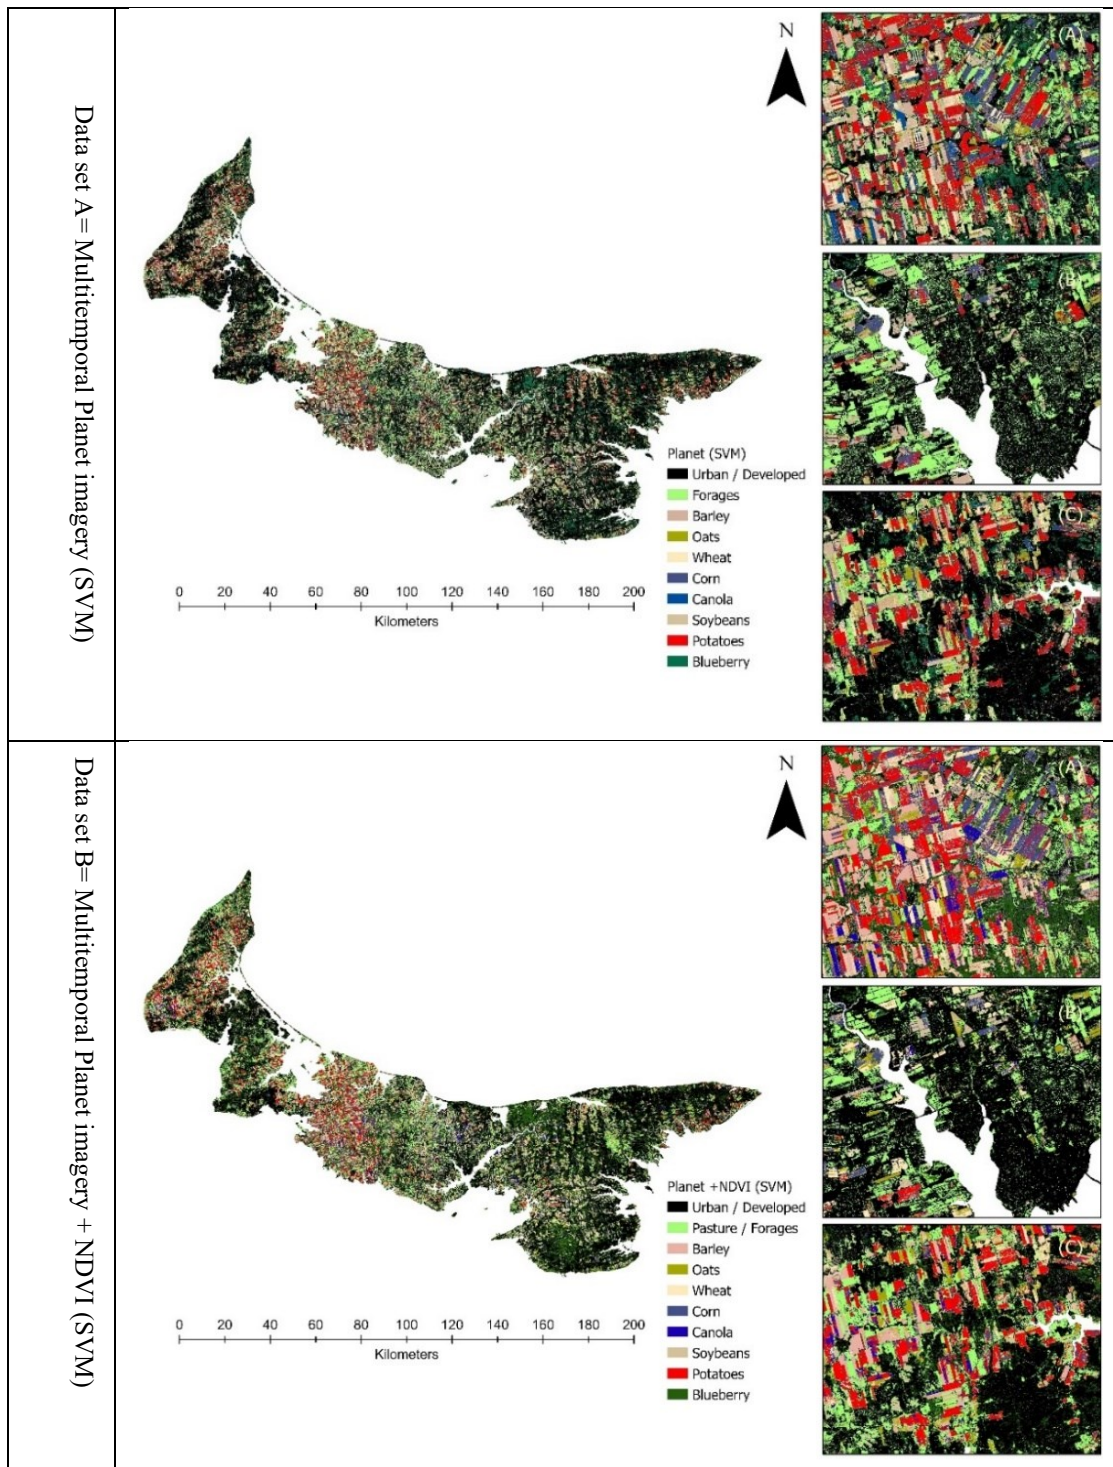 Data set A= Multitemporal Planet imagery (SVM)
N
(A)
(B)
(C)
Planet (SVM)
Urban / Developed
Forages
Barley
Oats
Wheat
Corn
Canola
Soybeans
Potatoes
Blueberry
0 20 40 60 80 100 120 140 160 180 200
Kilometers
Data set B= Multitemporal Planet imagery + NDVI (SVM)
N
(A)
(B)
(C)
Planet +NDVI (SVM)
Urban / Developed
Pasture / Forages
Barley
Oats
Wheat
Corn
Canola
Soybeans
Potatoes
Blueberry
0 20 40 60 80 100 120 140 160 180 200
Kilometers